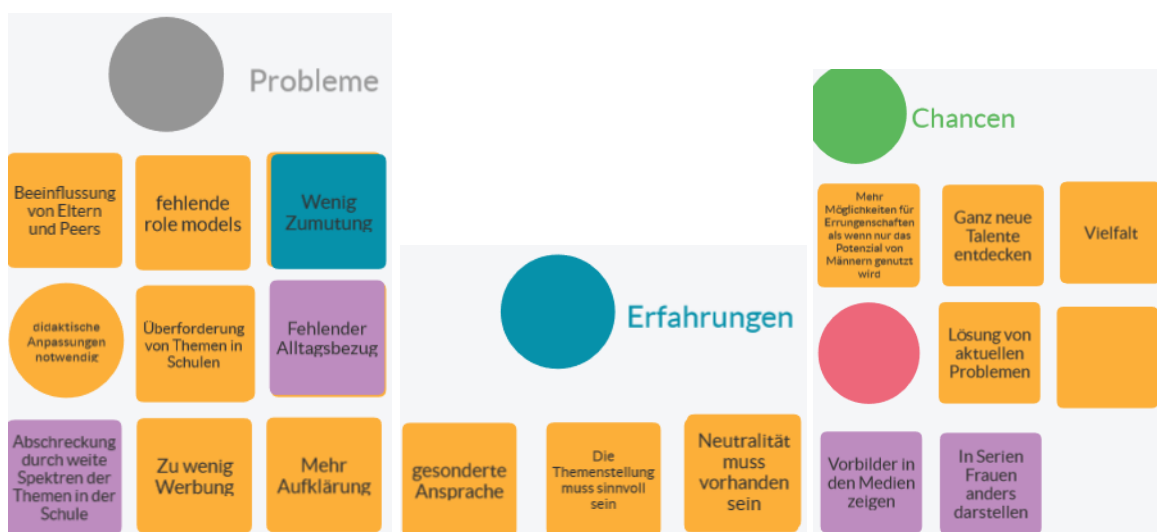 Probleme
Beeinflussung
von Eltern
und Peers
fehlende
role models
Wenig
Zumutung
didaktische
Anpassungen
notwendig
Überforderung
von Themen in
Schulen
Fehlender
Alltagsbezug
Abschreckung
durch weite
Spektren der
Themen in der
Schule
Zu wenig
Werbung
Mehr
Aufklärung
Erfahrungen
gesonderte
Ansprache
Die
Themenstellung
muss sinnvoll
sein
Neutralität
muss
vorhanden
sein
Chancen
Mehr
Möglichkeiten für
Errungenschaften
als wenn nur das
Potenzial von
Männern genutzt
wird
Ganz neue
Talente
entdecken
Vielfalt
Lösung von
aktuellen
Problemen
Vorbilder in
den Medien
zeigen
In Serien
Frauen
anders
darstellen